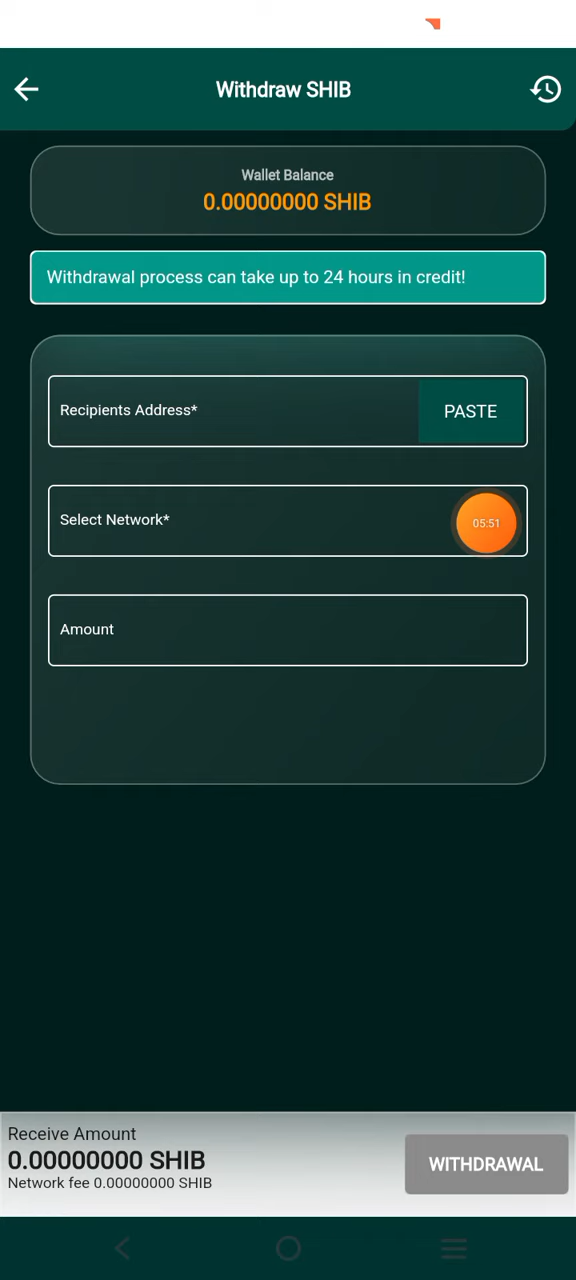 Withdraw SHIB
Wallet Balance
0.00000000 SHIB
Withdrawal process can take up to 24 hours in credit!
Recipients Address*
PASTE
Select Network*
05:51
Amount
Receive Amount
0.00000000 SHIB
Network fee 0.00000000 SHIB
WITHDRAWAL